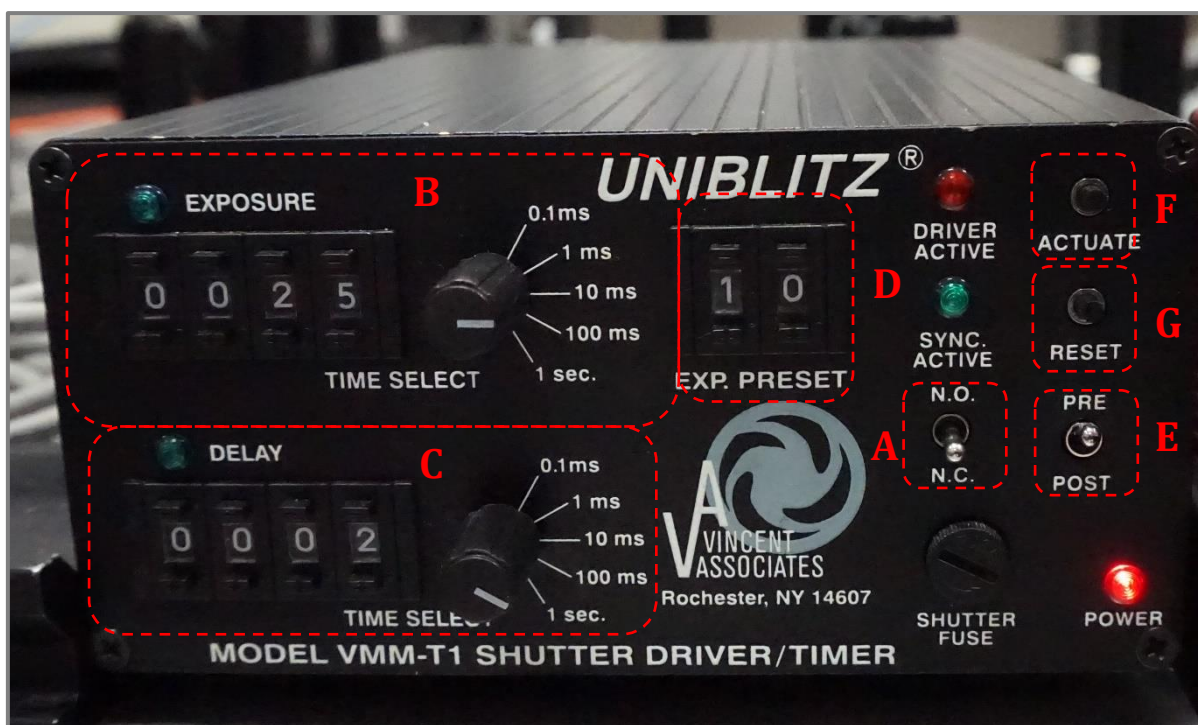 UNIBLITZ®
EXPOSURE
B
0.1ms
1 ms
10 ms
100 ms
1 sec.
0 0 2 5
TIME SELECT
1 0
D
EXP. PRESET
DRIVER
ACTIVE
SYNC.
ACTIVE
ACTUATE
F
RESET
G
DELAY
C
0.1ms
1 ms
10 ms
100 ms
1 sec.
0 0 0 2
TIME SELECT
A
N.O.
N.C.
PRE
POST
E
VA
VINCENT
ASSOCIATES
Rochester, NY 14607
SHUTTER
FUSE
POWER
MODEL VMM-T1 SHUTTER DRIVER/TIMER